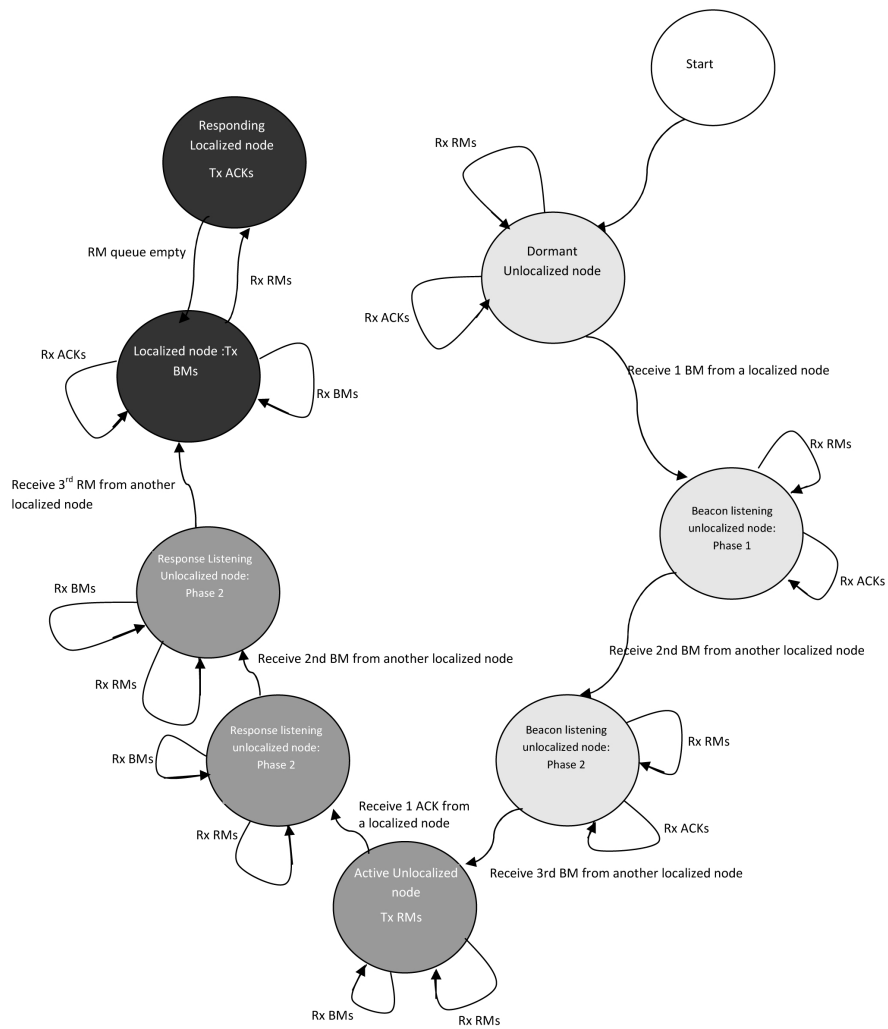 Start
Responding
Localized node
Tx ACKs
Rx RMs
RM queue empty
Rx RMs
Dormant
Unlocalized node
Rx ACKs
Localized node :Tx
BMs
Rx ACKs
Rx BMs
Receive 1 BM from a localized node
Rx RMs
Receive 3rd RM from another
localized node
Beacon listening
unlocalized node:
Phase 1
Rx ACKs
Response Listening
Unlocalized node:
Phase 2
Rx BMs
Rx RMs
Receive 2nd BM from another localized node
Receive 2nd BM from another localized node
Response listening
unlocalized node:
Phase 2
Rx BMs
Rx RMs
Beacon listening
unlocalized node:
Phase 2
Rx RMs
Rx ACKs
Receive 1 ACK from
a localized node
Receive 3rd BM from another localized node
Active Unlocalized
node
Tx RMs
Rx BMs
Rx RMs